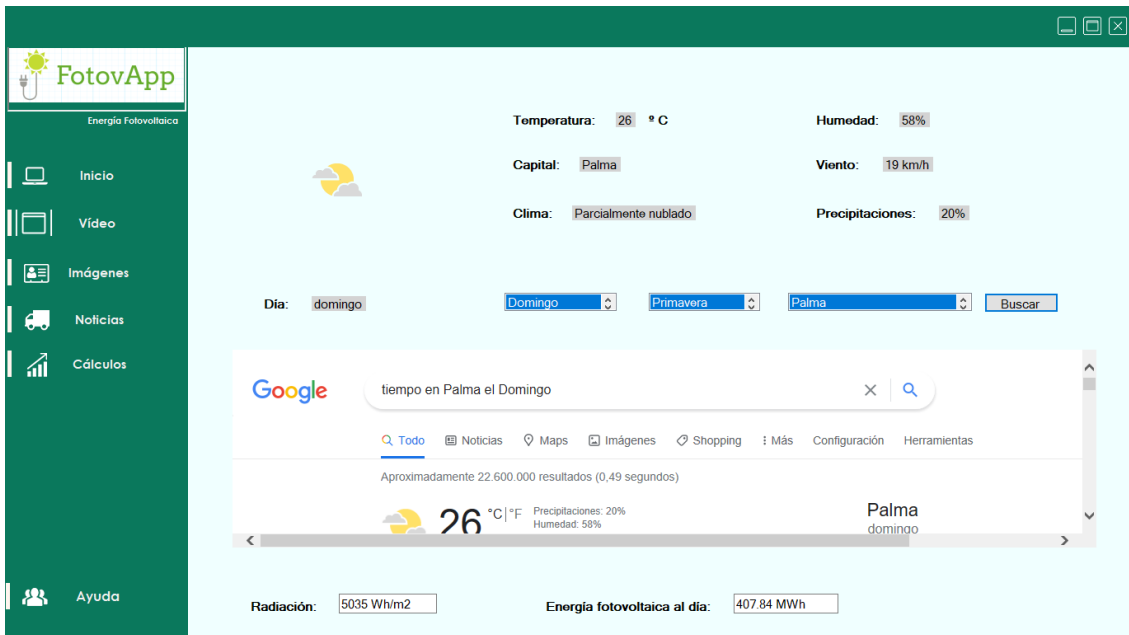 FotovApp
Energía Fotovoltaica
Inicio
Vídeo
Imágenes
Noticias
Cálculos
Ayuda
Temperatura: 26 º C Humedad: 58%
Capital: Palma Viento: 19 km/h
Clima: Parcialmente nublado Precipitaciones: 20%
Día: domingo Domingo Primavera Palma Buscar
Google tiempo en Palma el Domingo
Todo Noticias Maps Imágenes Shopping Más Configuración Herramientas
Aproximadamente 22.600.000 resultados (0,49 segundos)
26 °C|°F Precipitaciones: 20% Palma
Humedad: 58% domingo
Radiación: 5035 Wh/m2 Energía fotovoltaica al día: 407.84 MWh